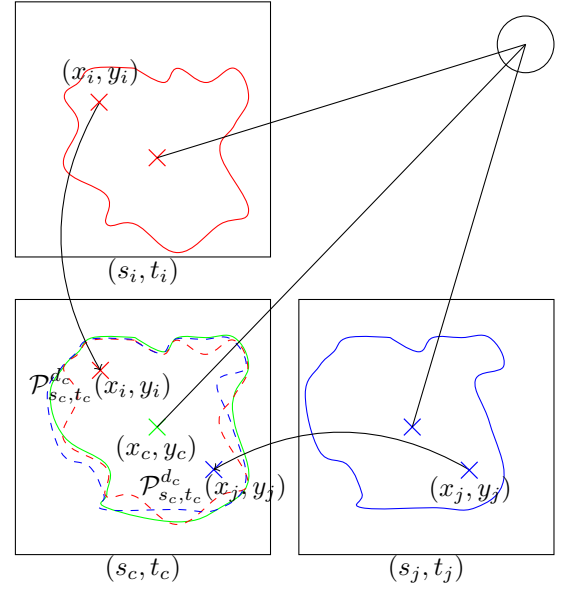 (x_i, y_i)
(s_i, t_i)
𝒫^{d_c}_{s_c,t_c}(x_i, y_i)
(x_c, y_c)
𝒫^{d_c}_{s_c,t_c}(x_j, y_j)
(x_j, y_j)
(s_c, t_c)
(s_j, t_j)